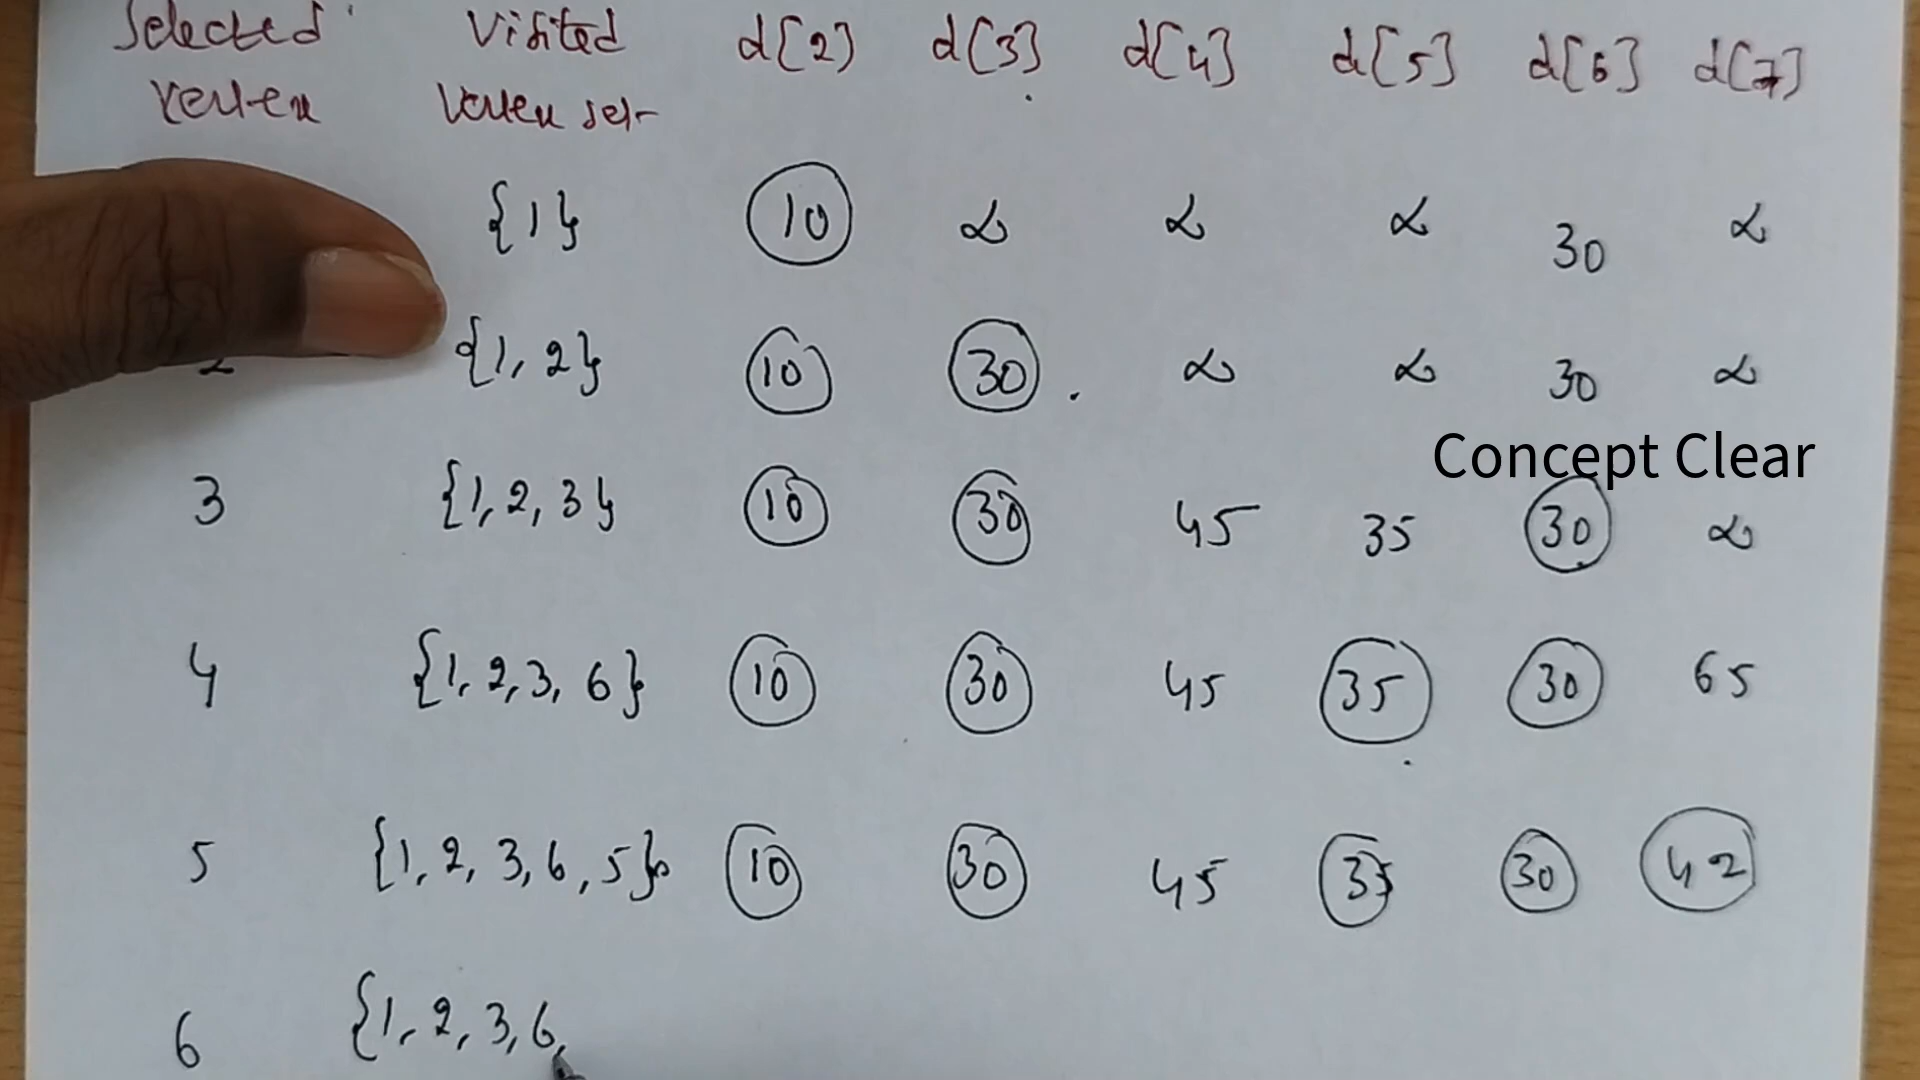 Selected Visited d[2] d[3] d[4] d[5] d[6] d[7]
Vertex Vertex set
{1} 10 ∝ ∝ ∝ 30 ∝
2 {1, 2} 10 30 ∝ ∝ 30 ∝
Concept Clear
3 {1, 2, 3} 10 30 45 35 30 ∝
4 {1, 2, 3, 6} 10 30 45 35 30 65
5 {1, 2, 3, 6, 5} 10 30 45 35 30 42
6 {1, 2, 3, 6,